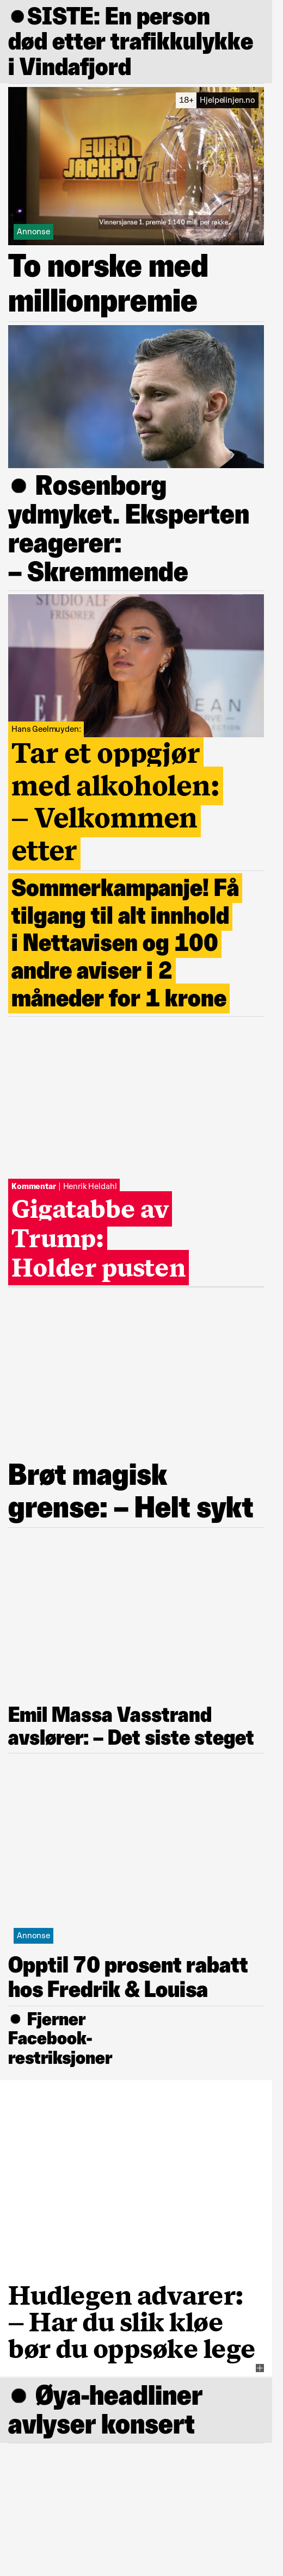 SISTE: En person
død etter trafikkulykke
i Vindafjord
18+ Hjelpelinjen.no
EURO
JACKPOT
Vinnersjanse 1. premie 1:140 mill. per rekke.
Annonse
To norske med
millionpremie
Rosenborg
ydmyket. Eksperten
reagerer:
– Skremmende
STUDIO ALF
FRISØRER
Hans Geelmuyden:
Tar et oppgjør
med alkoholen:
– Velkommen
etter
Sommerkampanje! Få
tilgang til alt innhold
i Nettavisen og 100
andre aviser i 2
måneder for 1 krone
Kommentar | Henrik Heldahl
Gigatabbe av
Trump:
Holder pusten
Brøt magisk
grense: – Helt sykt
Emil Massa Vasstrand
avslører: – Det siste steget
Annonse
Opptil 70 prosent rabatt
hos Fredrik & Louisa
Fjerner
Facebook-
restriksjoner
Hudlegen advarer:
– Har du slik kløe
bør du oppsøke lege
Øya-headliner
avlyser konsert